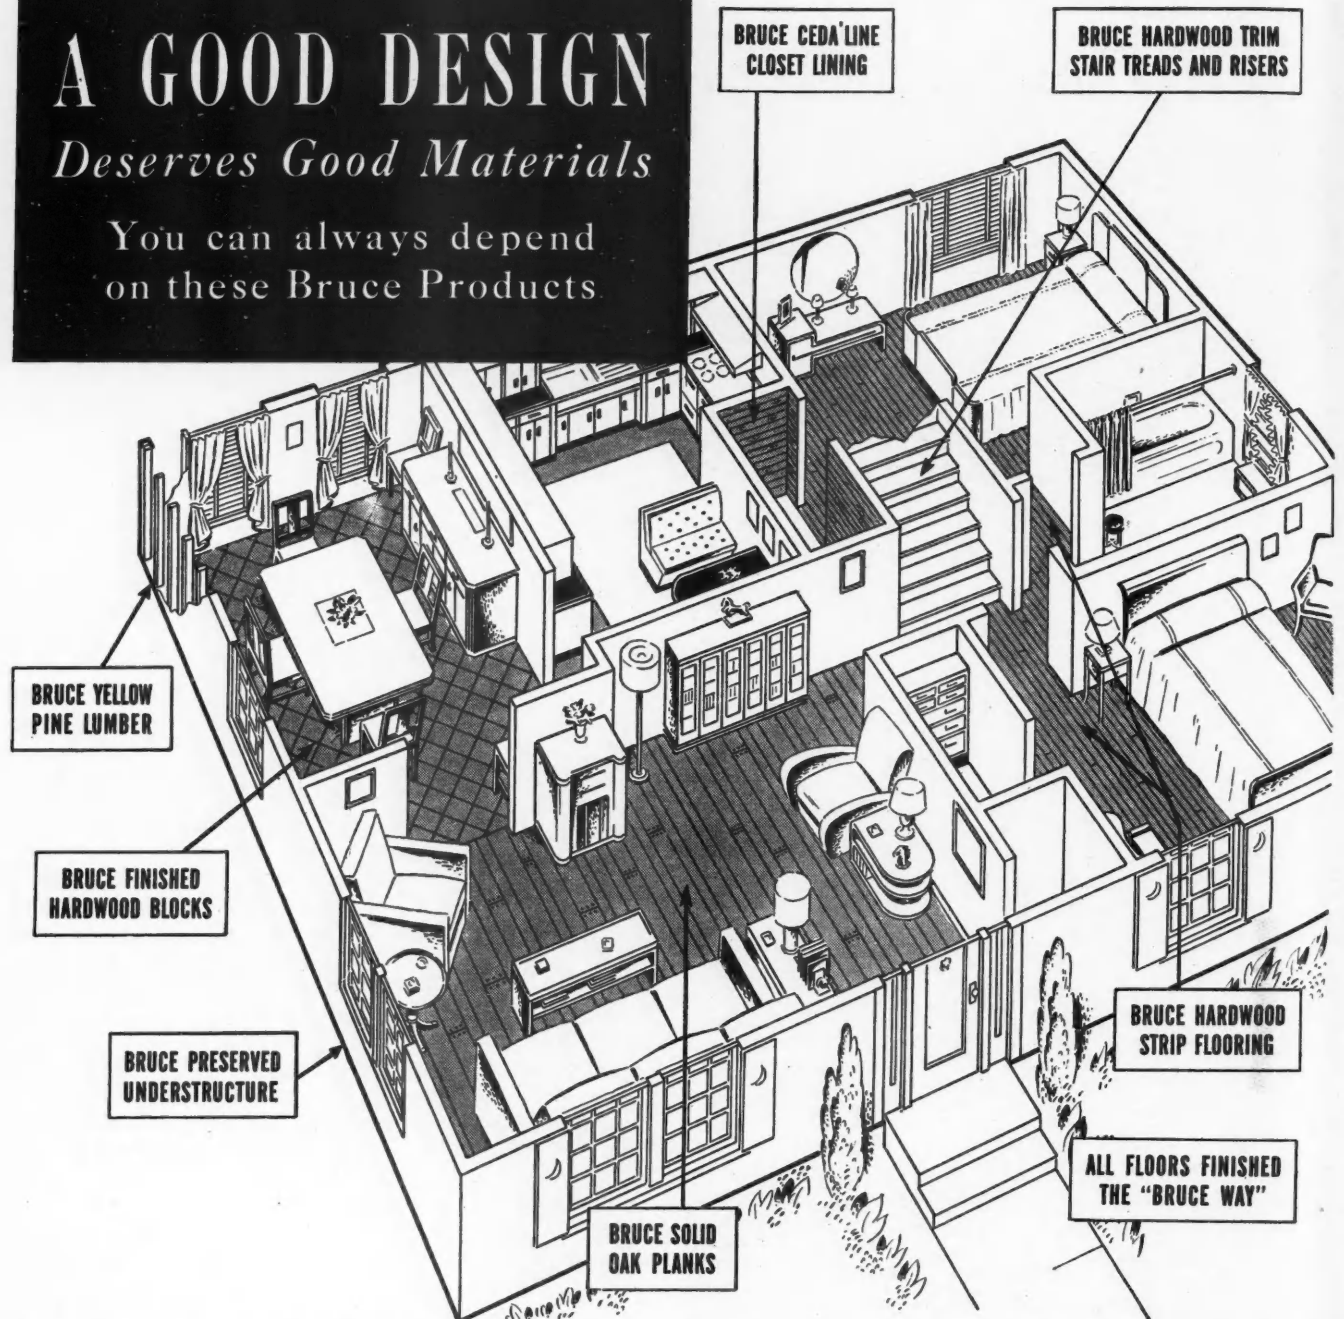 A GOOD DESIGN
Deserves Good Materials
You can always depend
on these Bruce Products
BRUCE CEDA'LINE
CLOSET LINING
BRUCE HARDWOOD TRIM
STAIR TREADS AND RISERS
BRUCE YELLOW
PINE LUMBER
BRUCE FINISHED
HARDWOOD BLOCKS
BRUCE PRESERVED
UNDERSTRUCTURE
BRUCE HARDWOOD
STRIP FLOORING
ALL FLOORS FINISHED
THE "BRUCE WAY"
BRUCE SOLID
OAK PLANKS